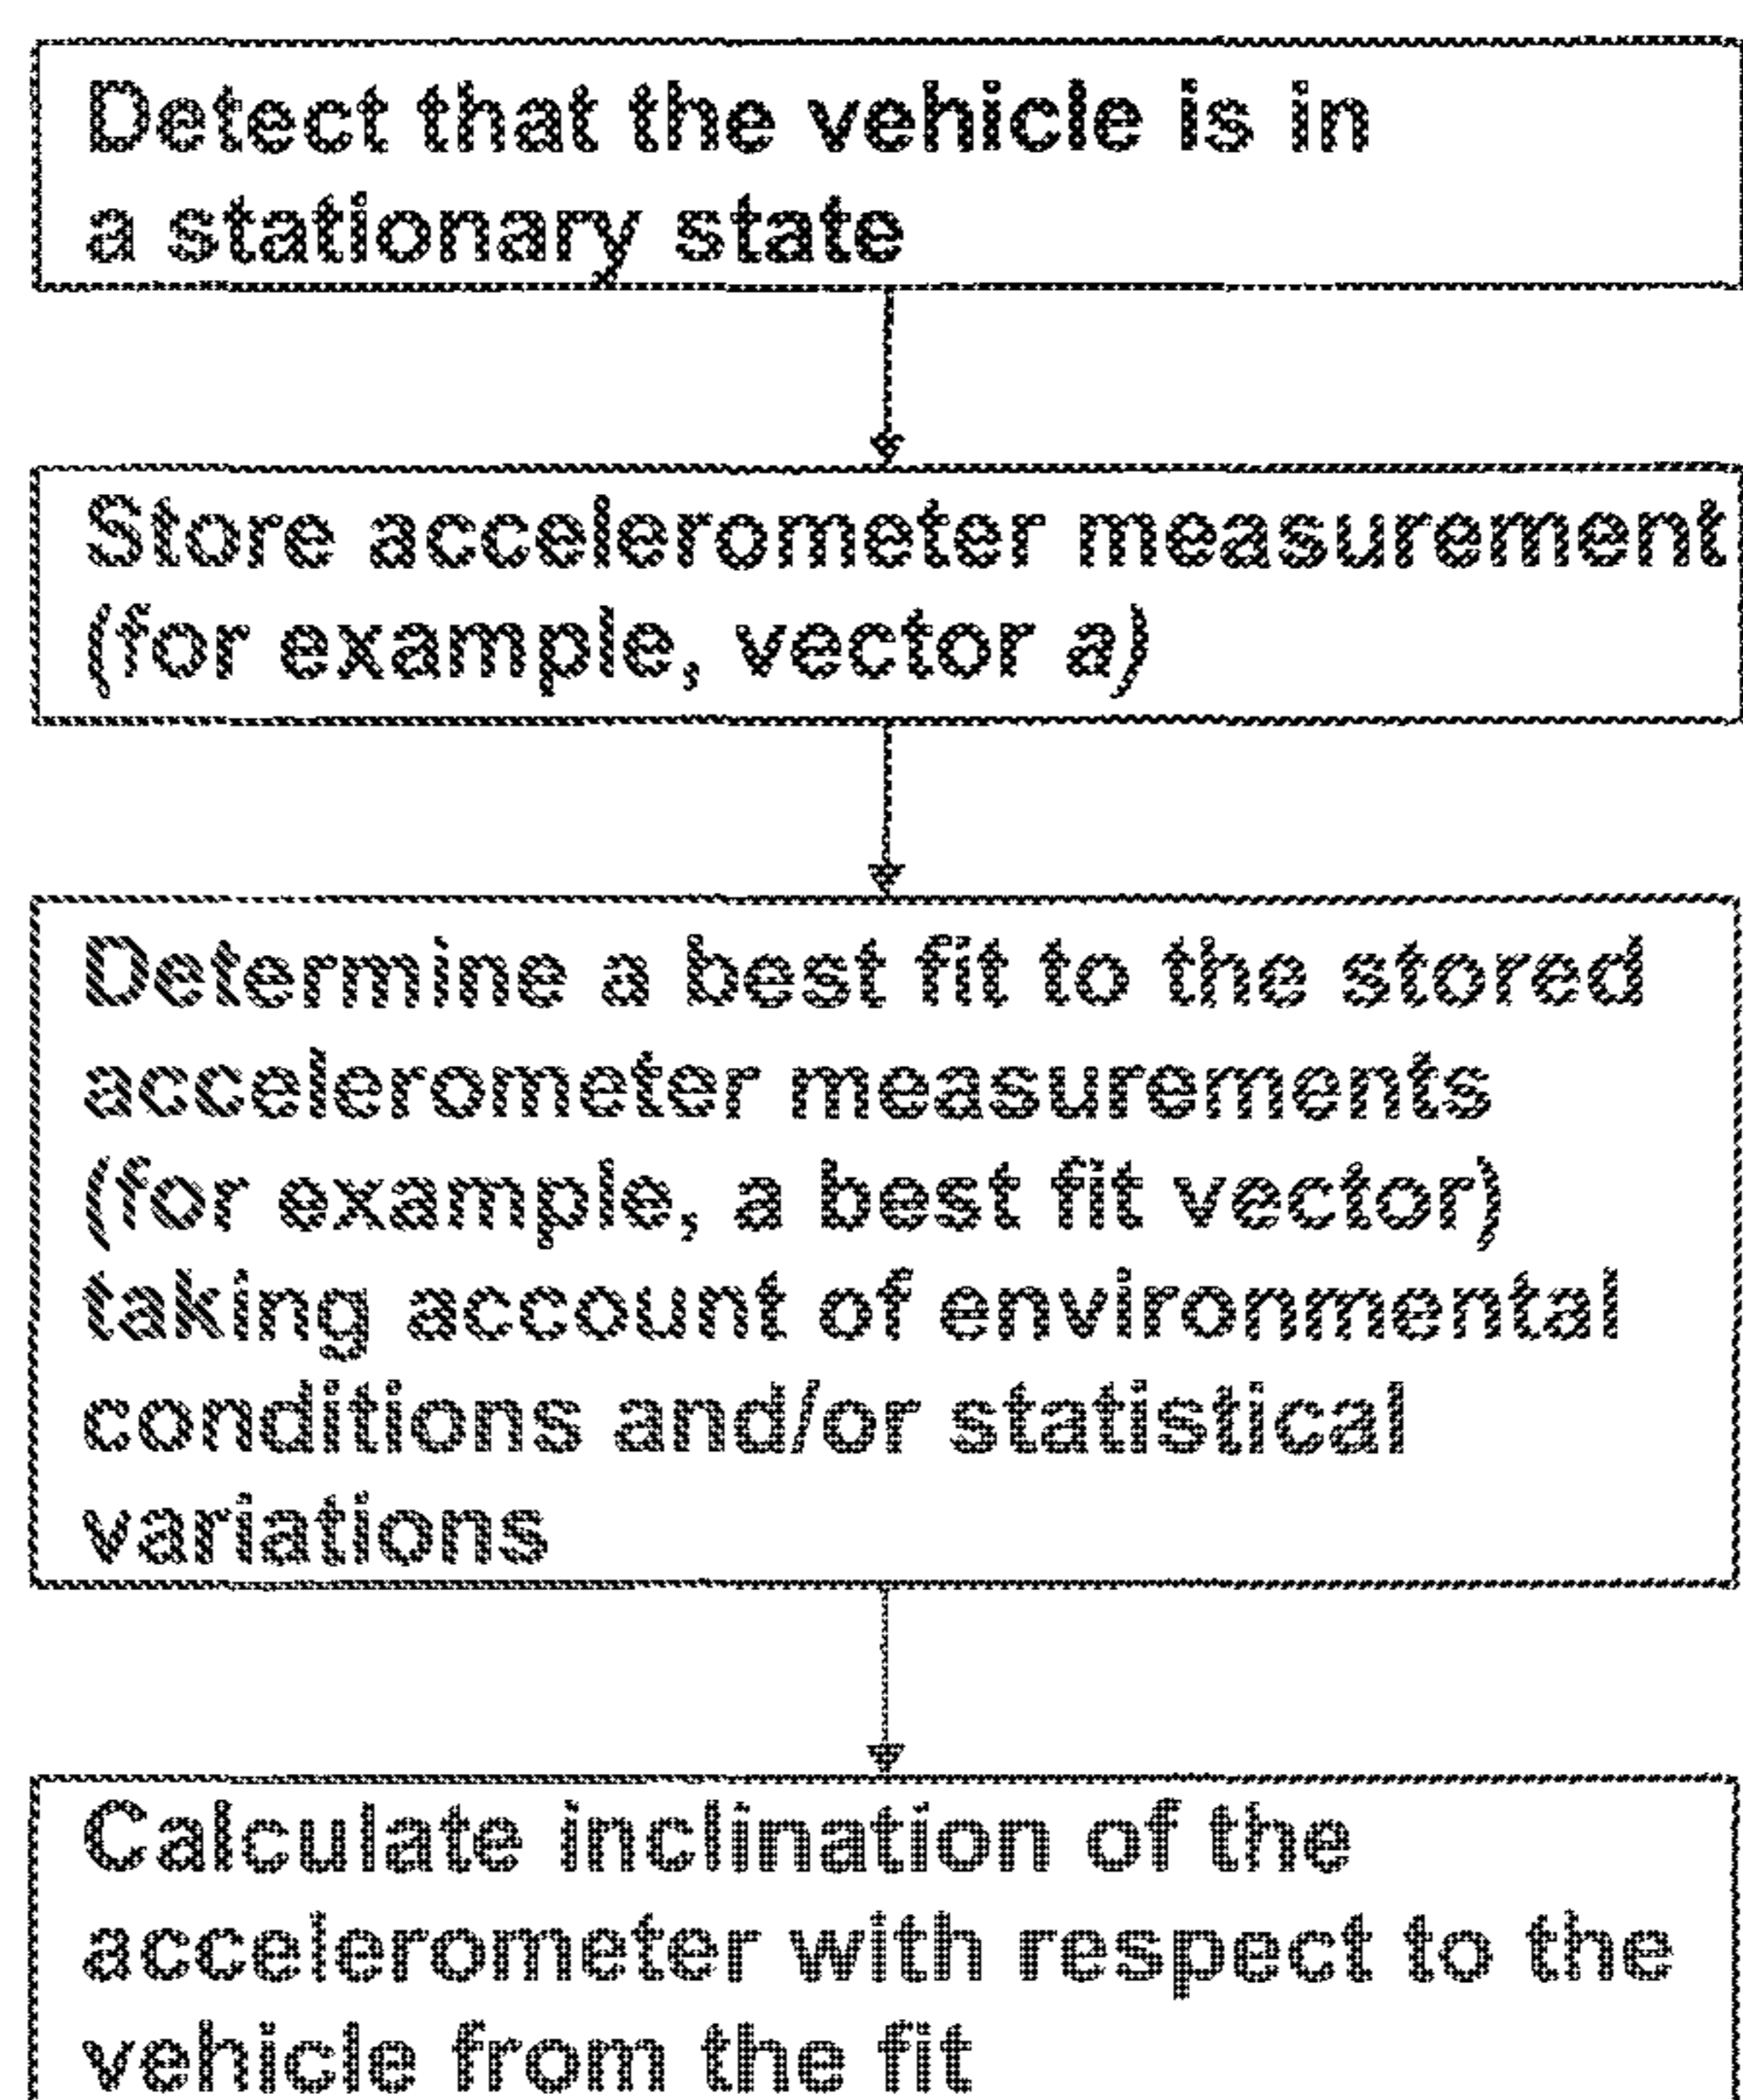 Detect that the vehicle is in
a stationary state
Store accelerometer measurement
(for example, vector a)
Determine a best fit to the stored
accelerometer measurements
(for example, a best fit vector)
taking account of environmental
conditions and/or statistical
variations
Calculate inclination of the
accelerometer with respect to the
vehicle from the fit